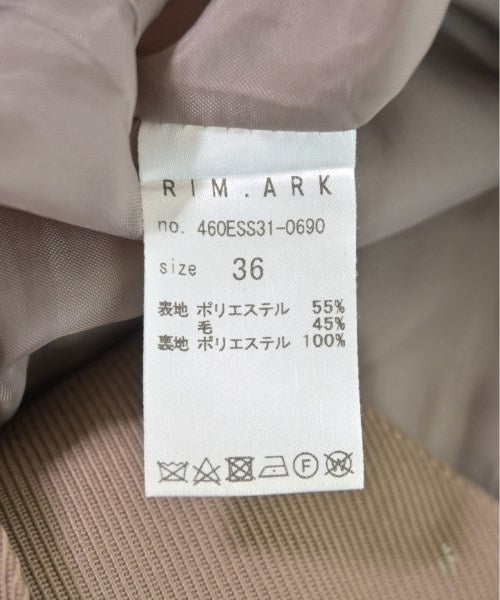 RIM.ARK
no. 460ESS31-0690
size 36
表地 ポリエステル 55%
毛 45%
裏地 ポリエステル 100%
F W